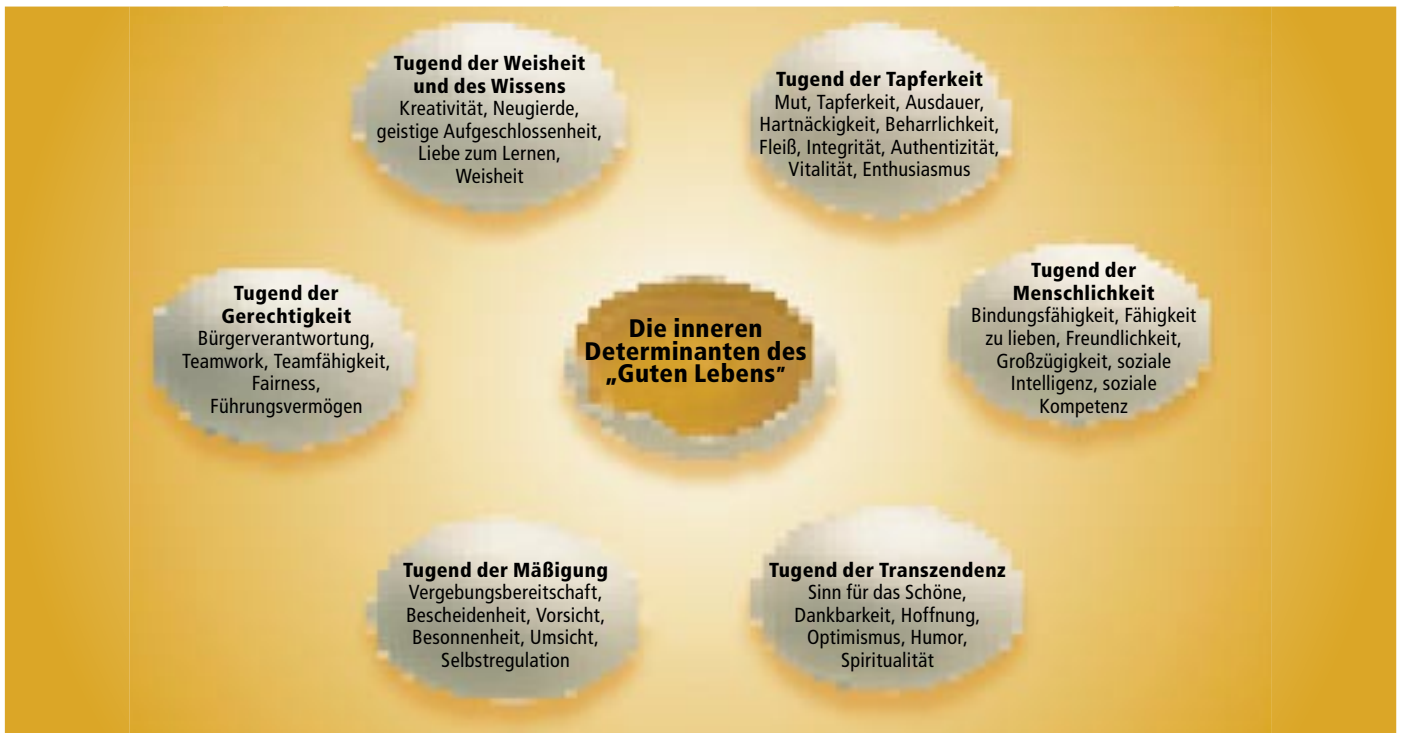 Tugend der Weisheit
und des Wissens
Kreativität, Neugierde,
geistige Aufgeschlossenheit,
Liebe zum Lernen,
Weisheit
Tugend der Tapferkeit
Mut, Tapferkeit, Ausdauer,
Hartnäckigkeit, Beharrlichkeit,
Fleiß, Integrität, Authentizität,
Vitalität, Enthusiasmus
Tugend der
Gerechtigkeit
Bürgerverantwortung,
Teamwork, Teamfähigkeit,
Fairness,
Führungsvermögen
Die inneren
Determinanten des
„Guten Lebens“
Tugend der
Menschlichkeit
Bindungsfähigkeit, Fähigkeit
zu lieben, Freundlichkeit,
Großzügigkeit, soziale
Intelligenz, soziale
Kompetenz
Tugend der Mäßigung
Vergebungsbereitschaft,
Bescheidenheit, Vorsicht,
Besonnenheit, Umsicht,
Selbstregulation
Tugend der Transzendenz
Sinn für das Schöne,
Dankbarkeit, Hoffnung,
Optimismus, Humor,
Spiritualität